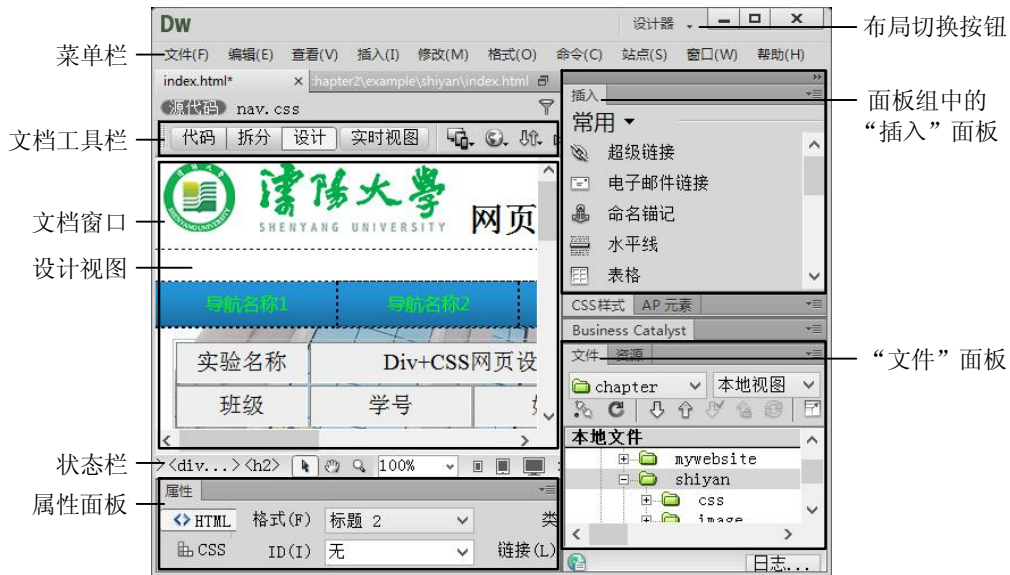 Dw
设计器
布局切换按钮
菜单栏
文件(F) 编辑(E) 查看(V) 插入(I) 修改(M) 格式(O) 命令(C) 站点(S) 窗口(W) 帮助(H)
index.html* × chapter2\example\shiyan\index.html
源代码 nav.css
文档工具栏
代码 拆分 设计 实时视图
插入
面板组中的
“插入”面板
常用
超级链接
电子邮件链接
命名锚记
水平线
表格
文档窗口
瀋陽大學
SHENYANG UNIVERSITY
网页
设计视图
导航名称1 导航名称2
CSS样式 AP 元素
Business Catalyst
实验名称 Div+CSS网页设
班级 学号
文件 资源
“文件”面板
chapter 本地视图
本地文件
mywebsite
shiyan
css
image
状态栏
<div...><h2> 100%
属性面板
属性
HTML 格式(F) 标题 2 类
CSS ID(I) 无 链接(L)
日志...